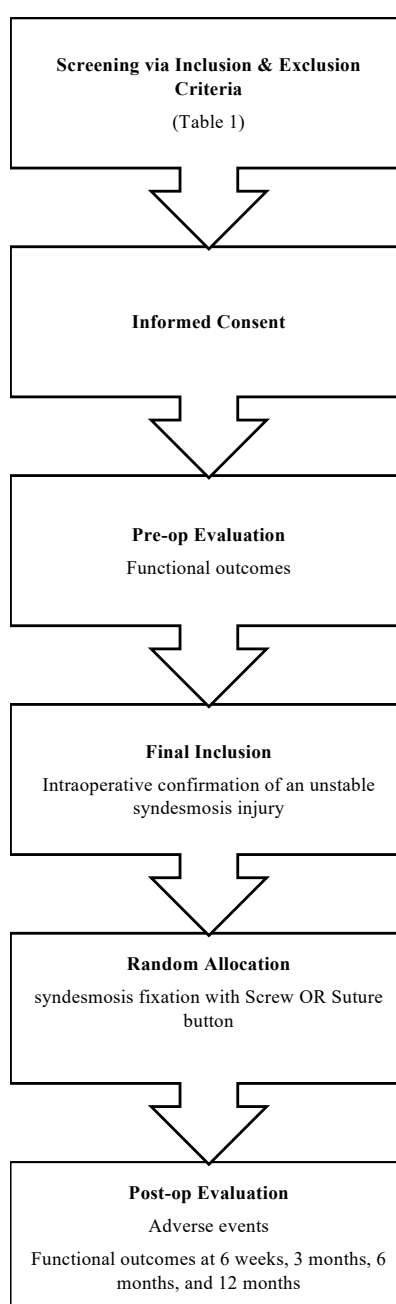 Screening via Inclusion & Exclusion
Criteria
(Table 1)
Informed Consent
Pre-op Evaluation
Functional outcomes
Final Inclusion
Intraoperative confirmation of an unstable
syndesmosis injury
Random Allocation
syndesmosis fixation with Screw OR Suture
button
Post-op Evaluation
Adverse events
Functional outcomes at 6 weeks, 3 months, 6
months, and 12 months